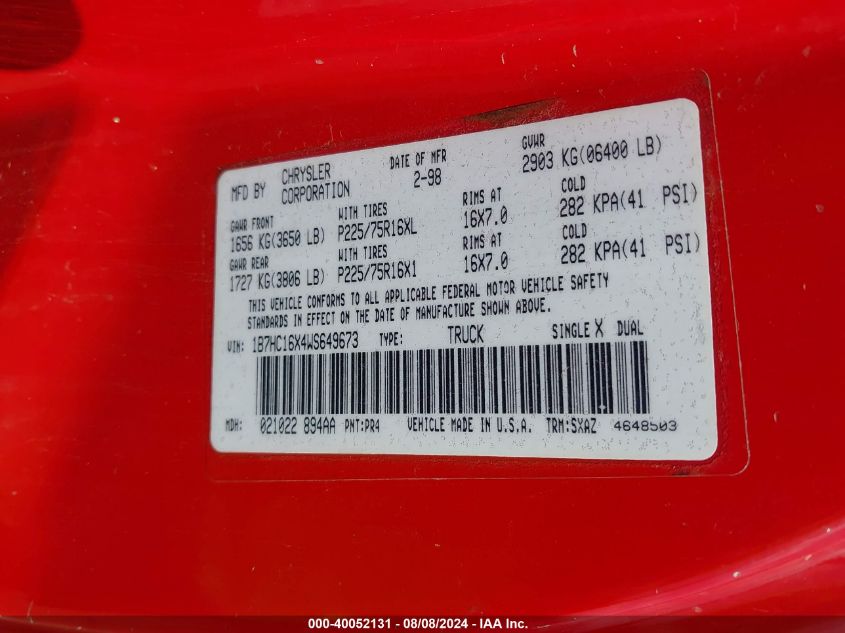 MFD BY CHRYSLER CORPORATION DATE OF MFR 2-98 GVWR 2903 KG(06400 LB)
GAWR FRONT WITH TIRES RIMS AT COLD
1656 KG(3650 LB) P225/75R16XL 16X7.0 282 KPA(41 PSI)
GAWR REAR WITH TIRES RIMS AT COLD
1727 KG(3806 LB) P225/75R16X1 16X7.0 282 KPA(41 PSI)
THIS VEHICLE CONFORMS TO ALL APPLICABLE FEDERAL MOTOR VEHICLE SAFETY
STANDARDS IN EFFECT ON THE DATE OF MANUFACTURE SHOWN ABOVE.
VIN: 1B7HC16X4WS649673 TYPE: TRUCK SINGLE X DUAL
MDH: 021022 894AA PNT:PR4 VEHICLE MADE IN U.S.A. TRM:SXAZ 4648503
000-40052131 - 08/08/2024 - IAA Inc.